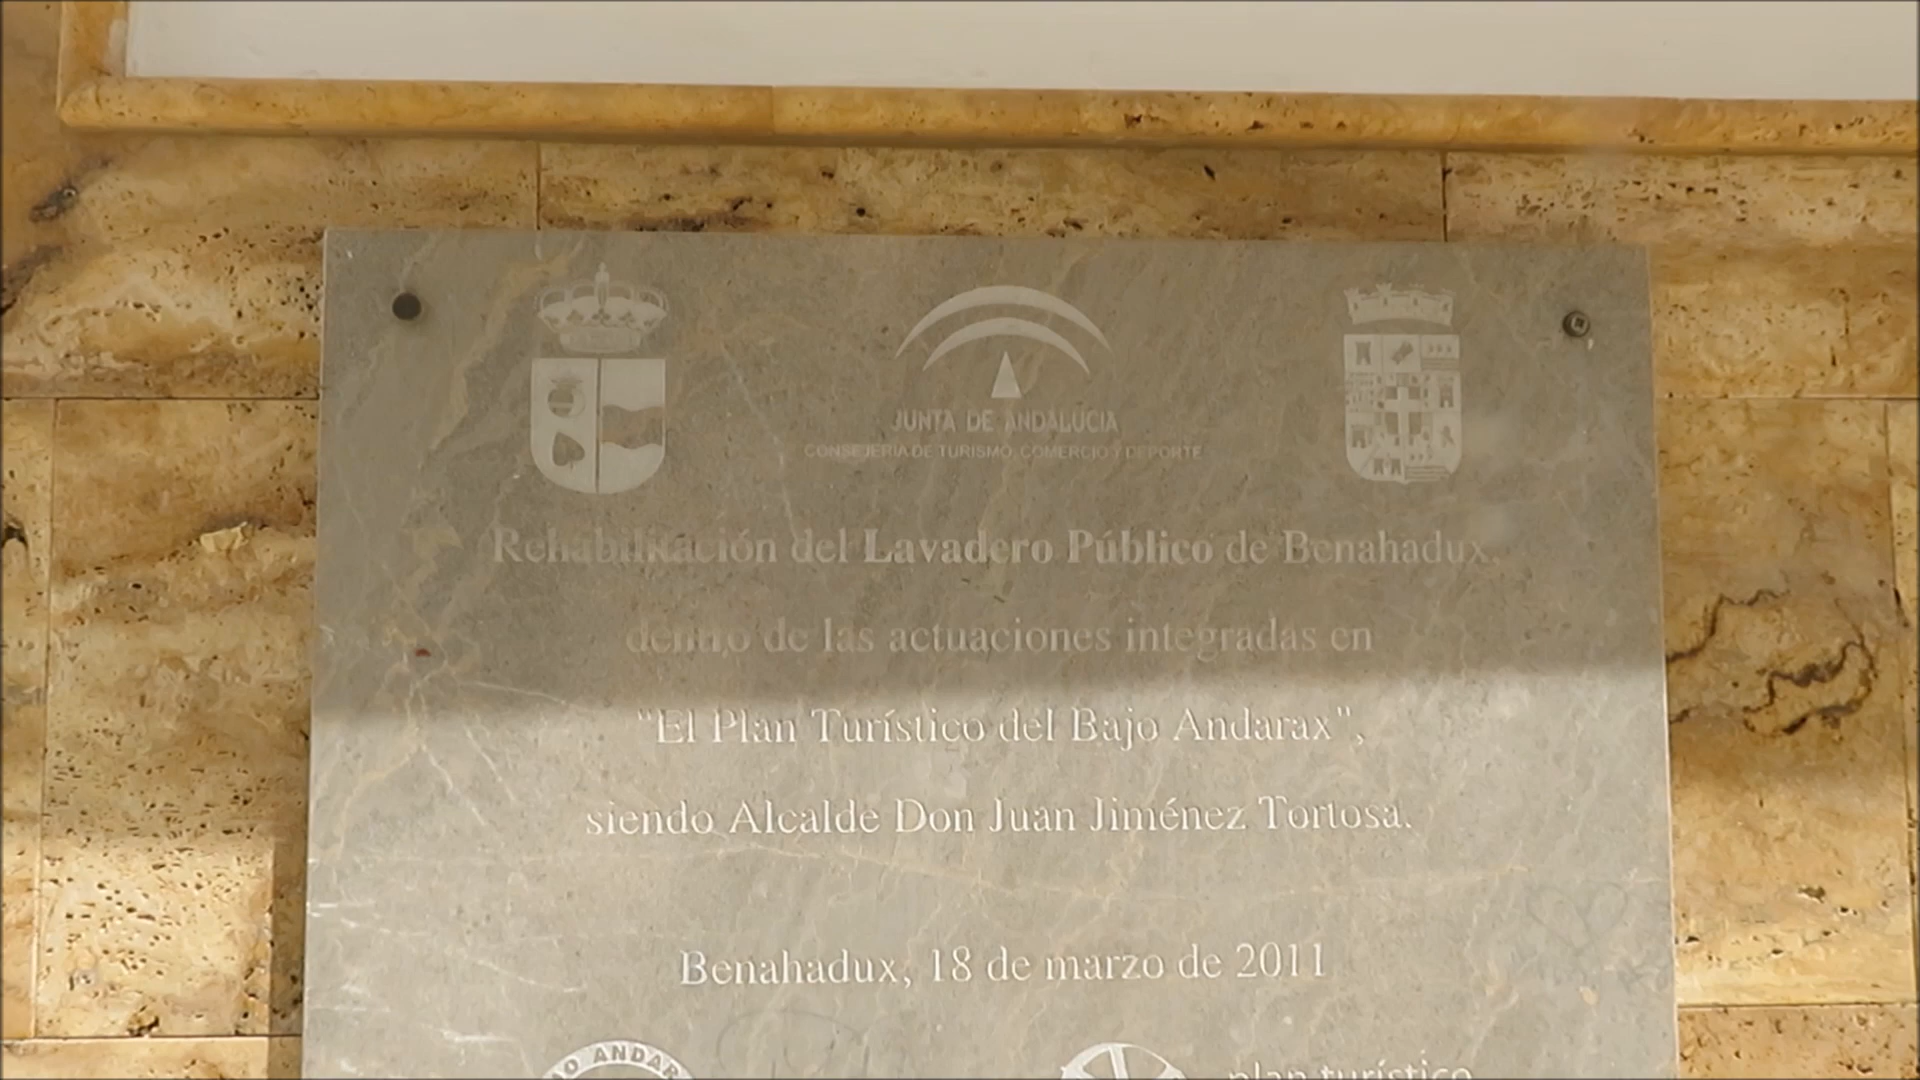 JUNTA DE ANDALUCIA
CONSEJERIA DE TURISMO, COMERCIO Y DEPORTE
Rehabilitación del Lavadero Público de Benahadux,
dentro de las actuaciones integradas en
"El Plan Turístico del Bajo Andarax",
siendo Alcalde Don Juan Jiménez Tortosa.
Benahadux, 18 de marzo de 2011
plan turístico